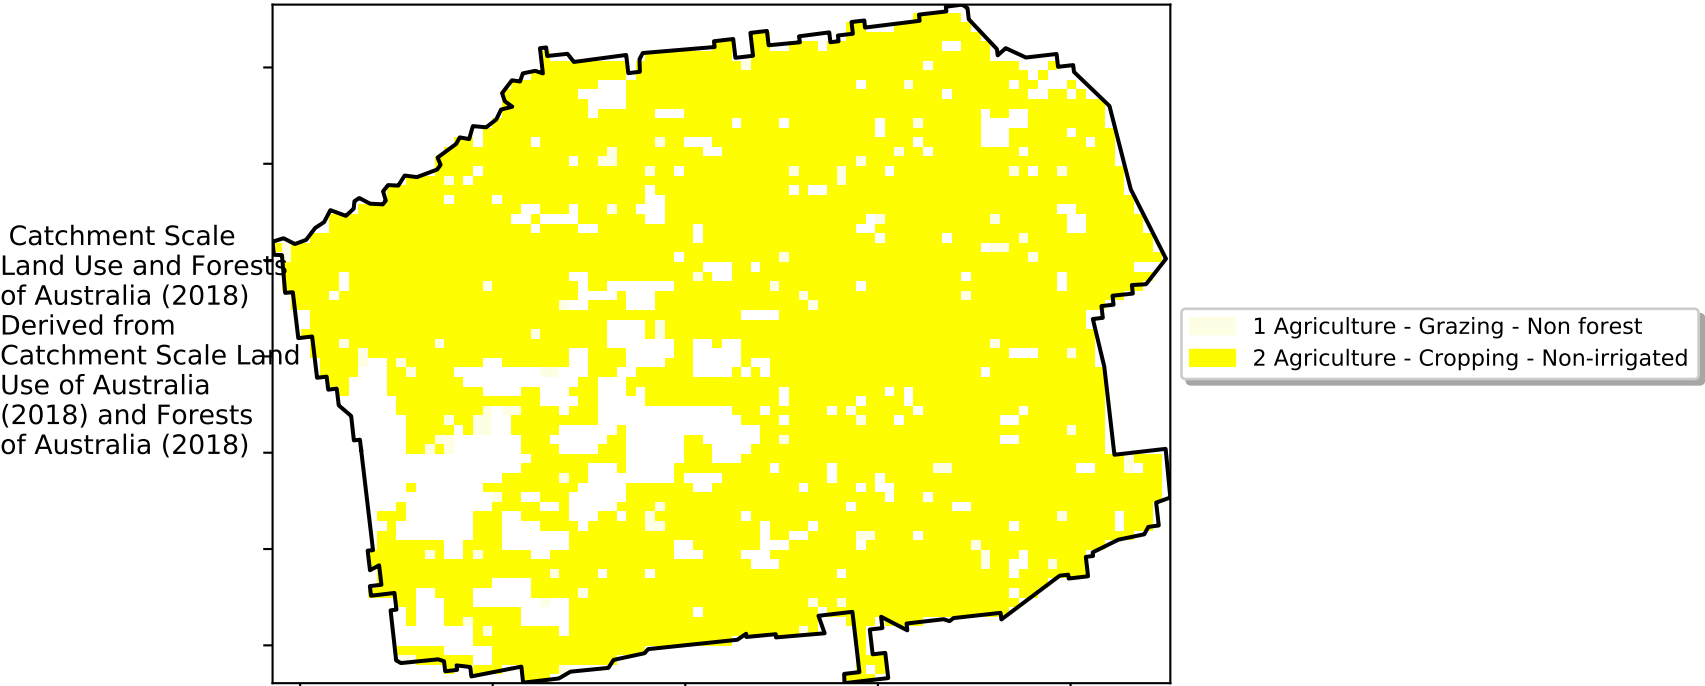 Catchment Scale
Land Use and Forests
of Australia (2018)
Derived from
Catchment Scale Land
Use of Australia
(2018) and Forests
of Australia (2018)
1 Agriculture - Grazing - Non forest
2 Agriculture - Cropping - Non-irrigated